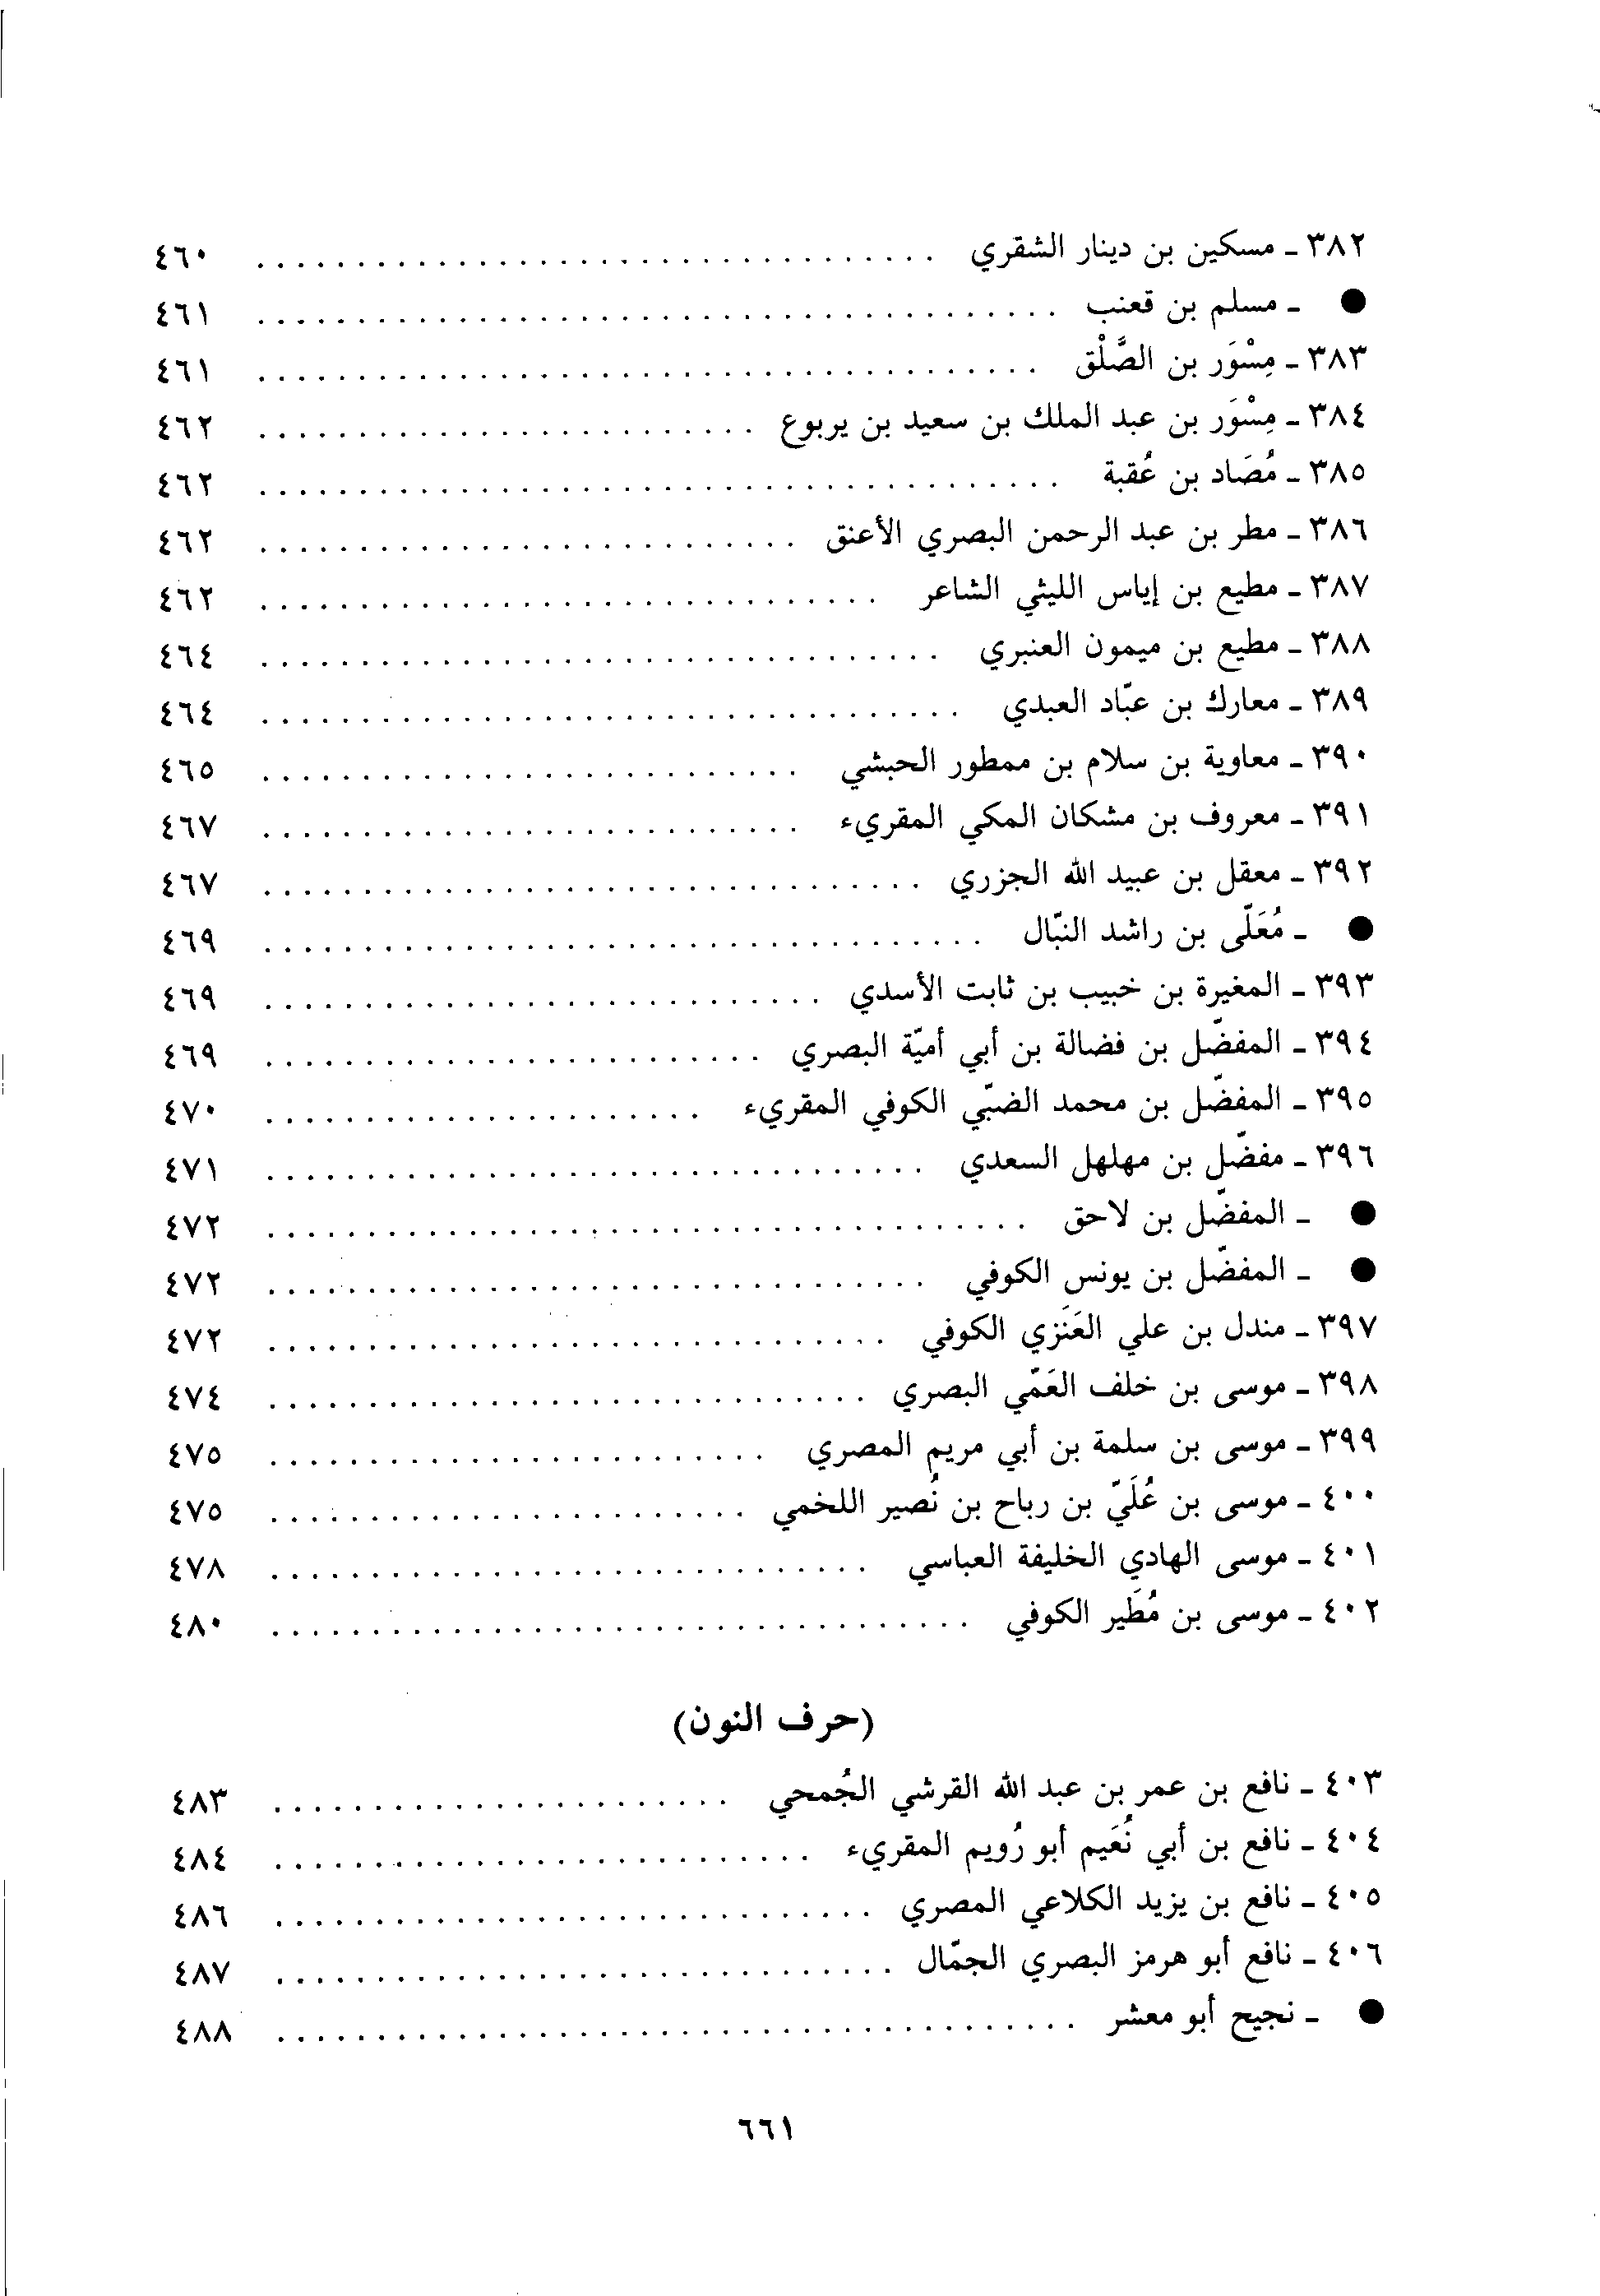 ٣٨٢ ـ مسكين بن دينار الشقري ................ ٤٦٠
● ـ مسلم بن قعنب ................ ٤٦١
٣٨٣ ـ مِسْوَر بن الصَّلْق ................ ٤٦١
٣٨٤ ـ مِسْوَر بن عبد الملك بن سعيد بن يربوع ................ ٤٦٢
٣٨٥ ـ مُصَاد بن عُقبة ................ ٤٦٢
٣٨٦ ـ مطر بن عبد الرحمن البصري الأعنق ................ ٤٦٢
٣٨٧ ـ مطيع بن إياس الليثي الشاعر ................ ٤٦٢
٣٨٨ ـ مطيع بن ميمون العنبري ................ ٤٦٤
٣٨٩ ـ معارك بن عبّاد العبدي ................ ٤٦٤
٣٩٠ ـ معاوية بن سلام بن ممطور الحبشي ................ ٤٦٥
٣٩١ ـ معروف بن مشكان المكي المقريء ................ ٤٦٧
٣٩٢ ـ معقل بن عبيد الله الجزري ................ ٤٦٧
● ـ مُعَلّى بن راشد النبّال ................ ٤٦٩
٣٩٣ ـ المغيرة بن خبيب بن ثابت الأسدي ................ ٤٦٩
٣٩٤ ـ المفضّل بن فضالة بن أبي أميّة البصري ................ ٤٦٩
٣٩٥ ـ المفضّل بن محمد الضبّي الكوفي المقريء ................ ٤٧٠
٣٩٦ ـ مفضّل بن مهلهل السعدي ................ ٤٧١
● ـ المفضّل بن لاحق ................ ٤٧٢
● ـ المفضّل بن يونس الكوفي ................ ٤٧٢
٣٩٧ ـ مندل بن علي العَنَزي الكوفي ................ ٤٧٢
٣٩٨ ـ موسى بن خلف العَمّي البصري ................ ٤٧٤
٣٩٩ ـ موسى بن سلمة بن أبي مريم المصري ................ ٤٧٥
٤٠٠ ـ موسى بن عُلَيّ بن رباح بن نُصير اللخمي ................ ٤٧٥
٤٠١ ـ موسى الهادي الخليفة العباسي ................ ٤٧٨
٤٠٢ ـ موسى بن مُطَير الكوفي ................ ٤٨٠
(حرف النون)
٤٠٣ ـ نافع بن عمر بن عبد الله القرشي الجُمحي ................ ٤٨٣
٤٠٤ ـ نافع بن أبي نُعَيم أبو رُويم المقريء ................ ٤٨٤
٤٠٥ ـ نافع بن يزيد الكلاعي المصري ................ ٤٨٦
٤٠٦ ـ نافع أبو هرمز البصري الجمّال ................ ٤٨٧
● ـ نجيح أبو معشر ................ ٤٨٨
٦٦١